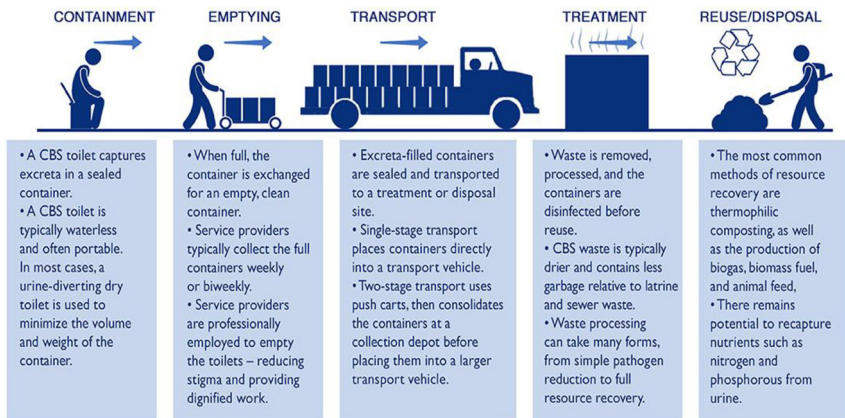 CONTAINMENT
EMPTYING
TRANSPORT
TREATMENT
REUSE/DISPOSAL
• A CBS toilet captures
excreta in a sealed
container.
• A CBS toilet is
typically waterless
and often portable.
In most cases, a
urine-diverting dry
toilet is used to
minimize the volume
and weight of the
container.
• When full, the
container is exchanged
for an empty, clean
container.
• Service providers
typically collect the full
containers weekly
or biweekly.
• Service providers
are professionally
employed to empty
the toilets – reducing
stigma and providing
dignified work.
• Excreta-filled containers
are sealed and transported
to a treatment or disposal
site.
• Single-stage transport
places containers directly
into a transport vehicle.
• Two-stage transport uses
push carts, then consolidates
the containers at a
collection depot before
placing them into a larger
transport vehicle.
• Waste is removed,
processed, and the
containers are
disinfected before
reuse.
• CBS waste is typically
drier and contains less
garbage relative to latrine
and sewer waste.
• Waste processing
can take many forms,
from simple pathogen
reduction to full
resource recovery.
• The most common
methods of resource
recovery are
thermophilic
composting, as well
as the production of
biogas, biomass fuel,
and animal feed,
• There remains
potential to recapture
nutrients such as
nitrogen and
phosphorous from
urine.